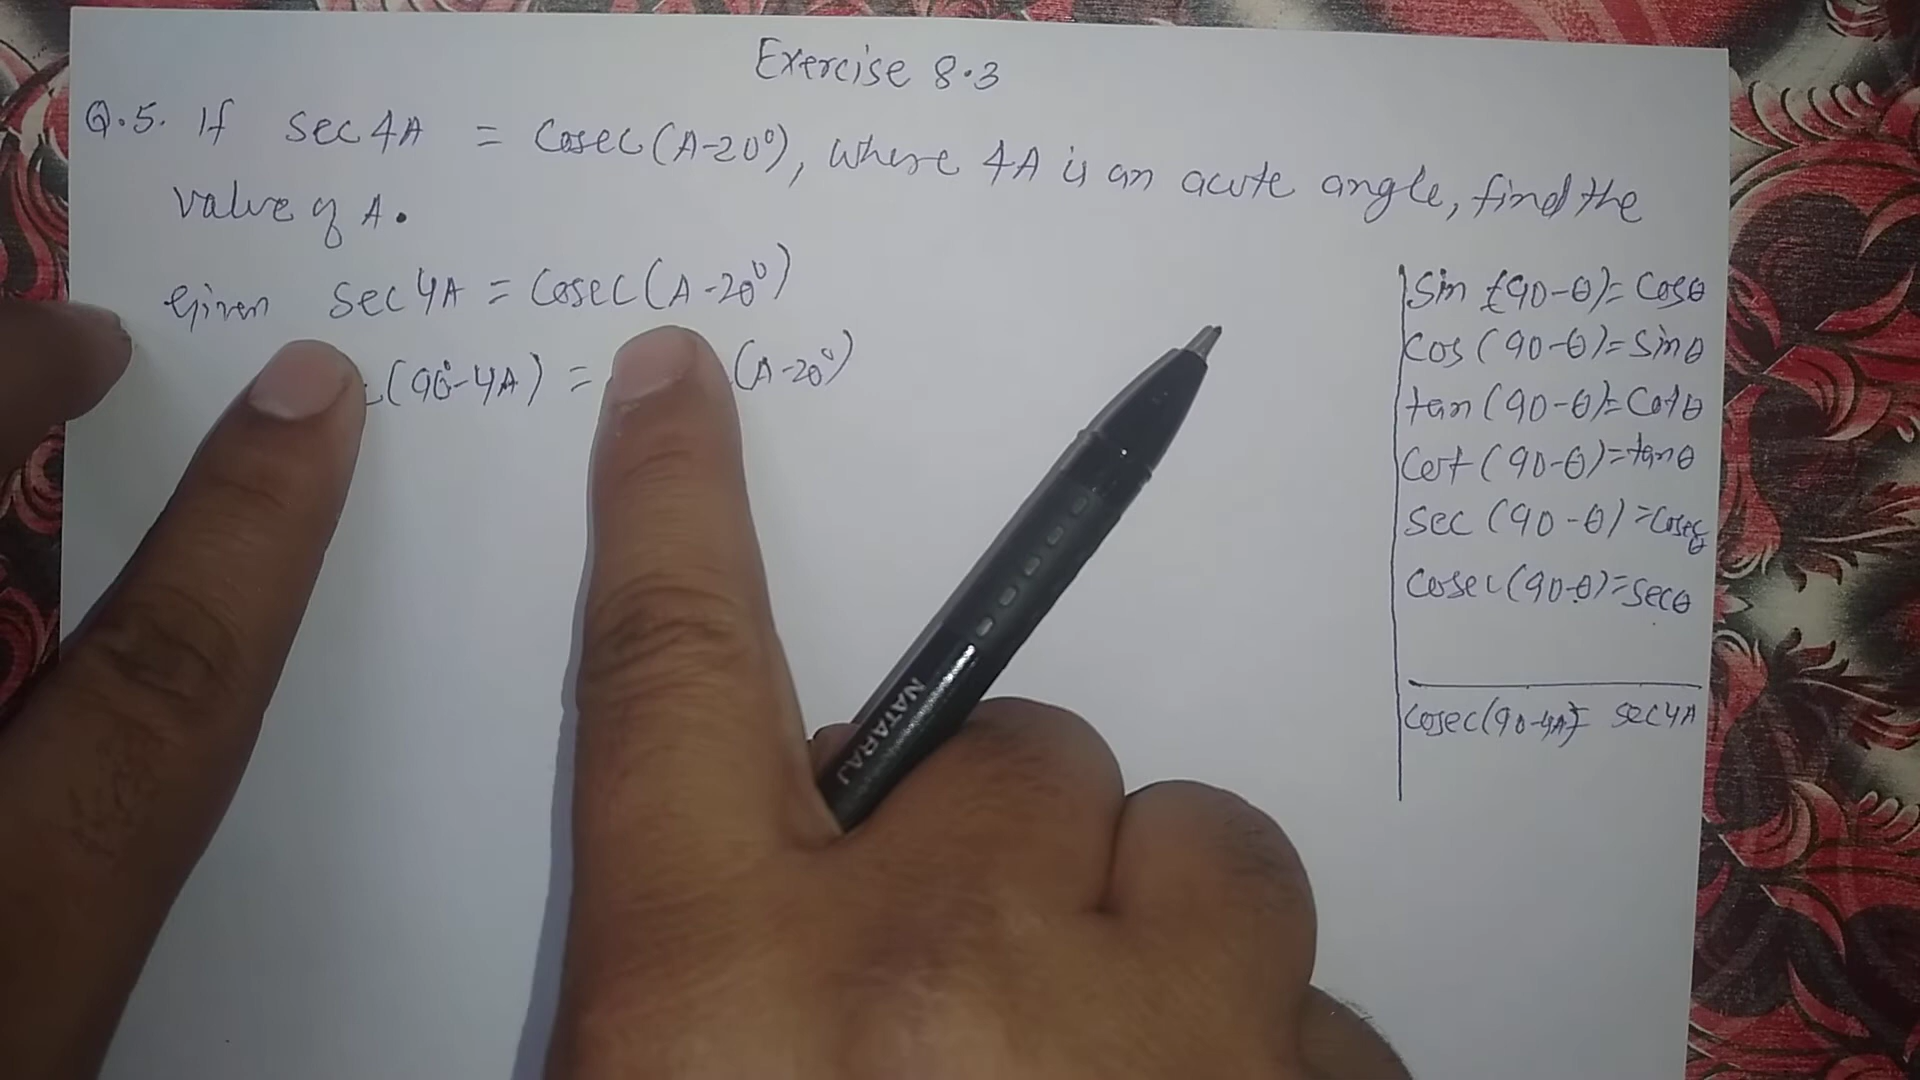 Exercise 8.3
Q.5. If sec 4A = Cosec (A-20°), where 4A is an acute angle, find the
value of A.
Given sec 4A = Cosec (A-20°)
(90°-4A) = (A-20°)
Sin (90-θ)= Cosθ
Cos (90-θ)= Sinθ
tan (90-θ)= Cotθ
Cot (90-θ)=tanθ
Sec (90-θ)=Cosecθ
Cosec(90-θ)=secθ
Cosec(90-4A)= sec4A
NATARAJ